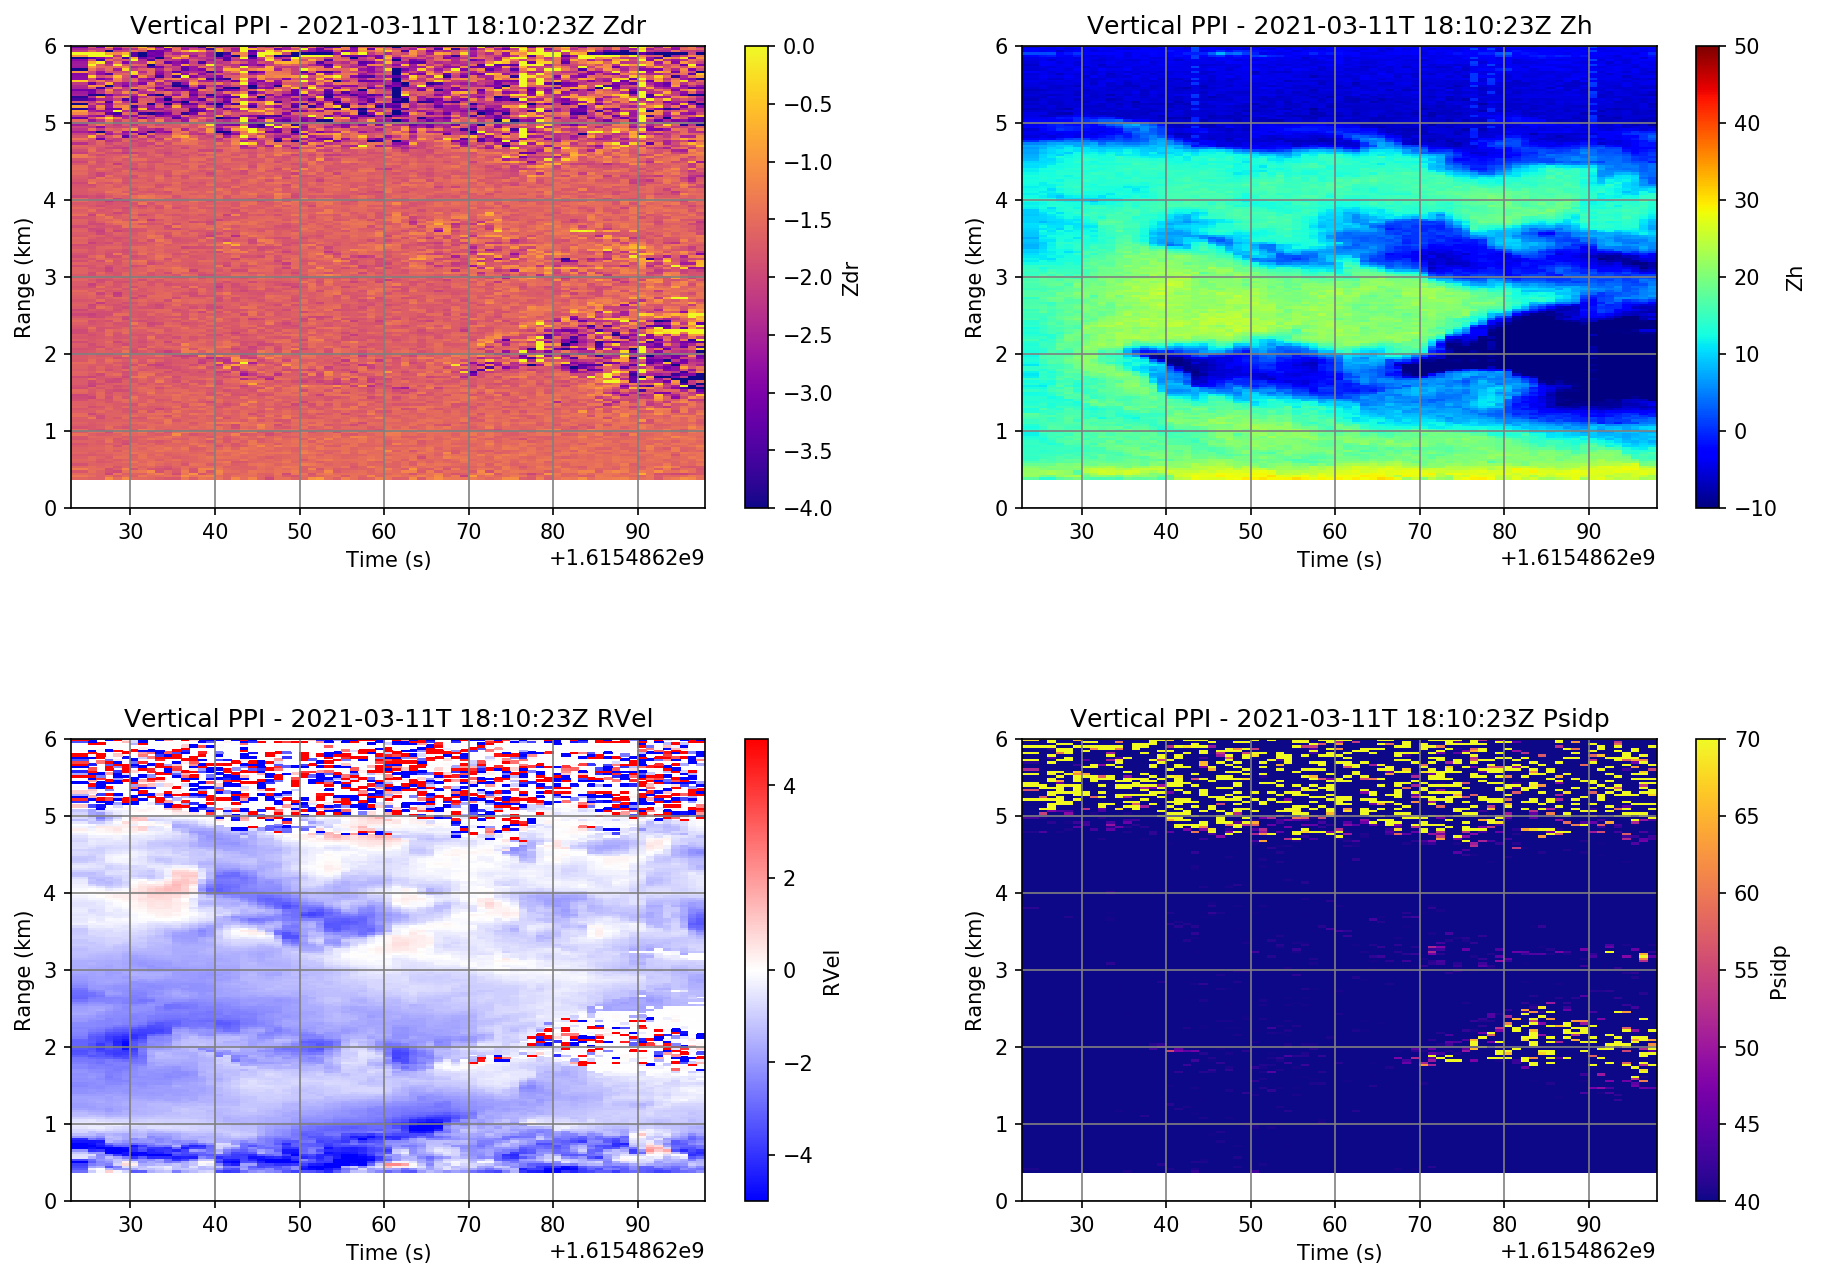 Vertical PPI - 2021-03-11T 18:10:23Z Zdr
6
5
4
3
2
1
0
Range (km)
30 40 50 60 70 80 90
Time (s)
+1.6154862e9
0.0
−0.5
−1.0
−1.5
−2.0
−2.5
−3.0
−3.5
−4.0
Zdr
Vertical PPI - 2021-03-11T 18:10:23Z Zh
6
5
4
3
2
1
0
Range (km)
30 40 50 60 70 80 90
Time (s)
+1.6154862e9
50
40
30
20
10
0
−10
Zh
Vertical PPI - 2021-03-11T 18:10:23Z RVel
6
5
4
3
2
1
0
Range (km)
30 40 50 60 70 80 90
Time (s)
+1.6154862e9
4
2
0
−2
−4
RVel
Vertical PPI - 2021-03-11T 18:10:23Z Psidp
6
5
4
3
2
1
0
Range (km)
30 40 50 60 70 80 90
Time (s)
+1.6154862e9
70
65
60
55
50
45
40
Psidp